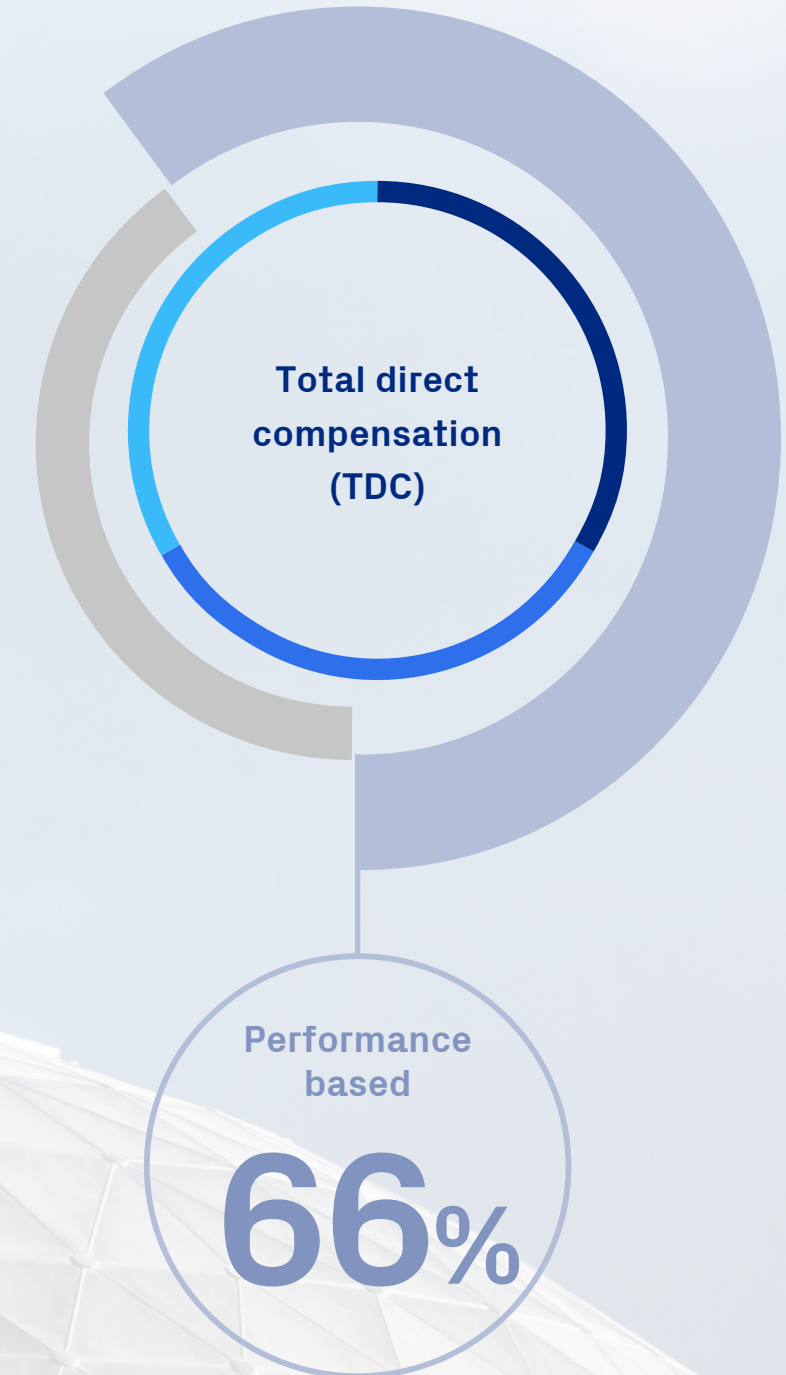 Total direct
compensation
(TDC)
Performance
based
66%